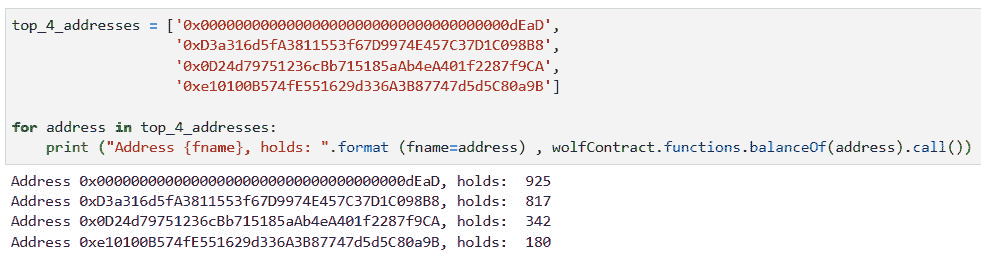 top_4_addresses = ['0x000000000000000000000000000000000000dEaD',
'0xD3a316d5fA3811553f67D9974E457C37D1C098B8',
'0x0D24d79751236cBb715185aAb4eA401f2287f9CA',
'0xe10100B574fE551629d336A3B87747d5d5C80a9B']
for address in top_4_addresses:
print ("Address {fname}, holds: ".format (fname=address) , wolfContract.functions.balanceOf(address).call())
Address 0x000000000000000000000000000000000000dEaD, holds:  925
Address 0xD3a316d5fA3811553f67D9974E457C37D1C098B8, holds:  817
Address 0x0D24d79751236cBb715185aAb4eA401f2287f9CA, holds:  342
Address 0xe10100B574fE551629d336A3B87747d5d5C80a9B, holds:  180